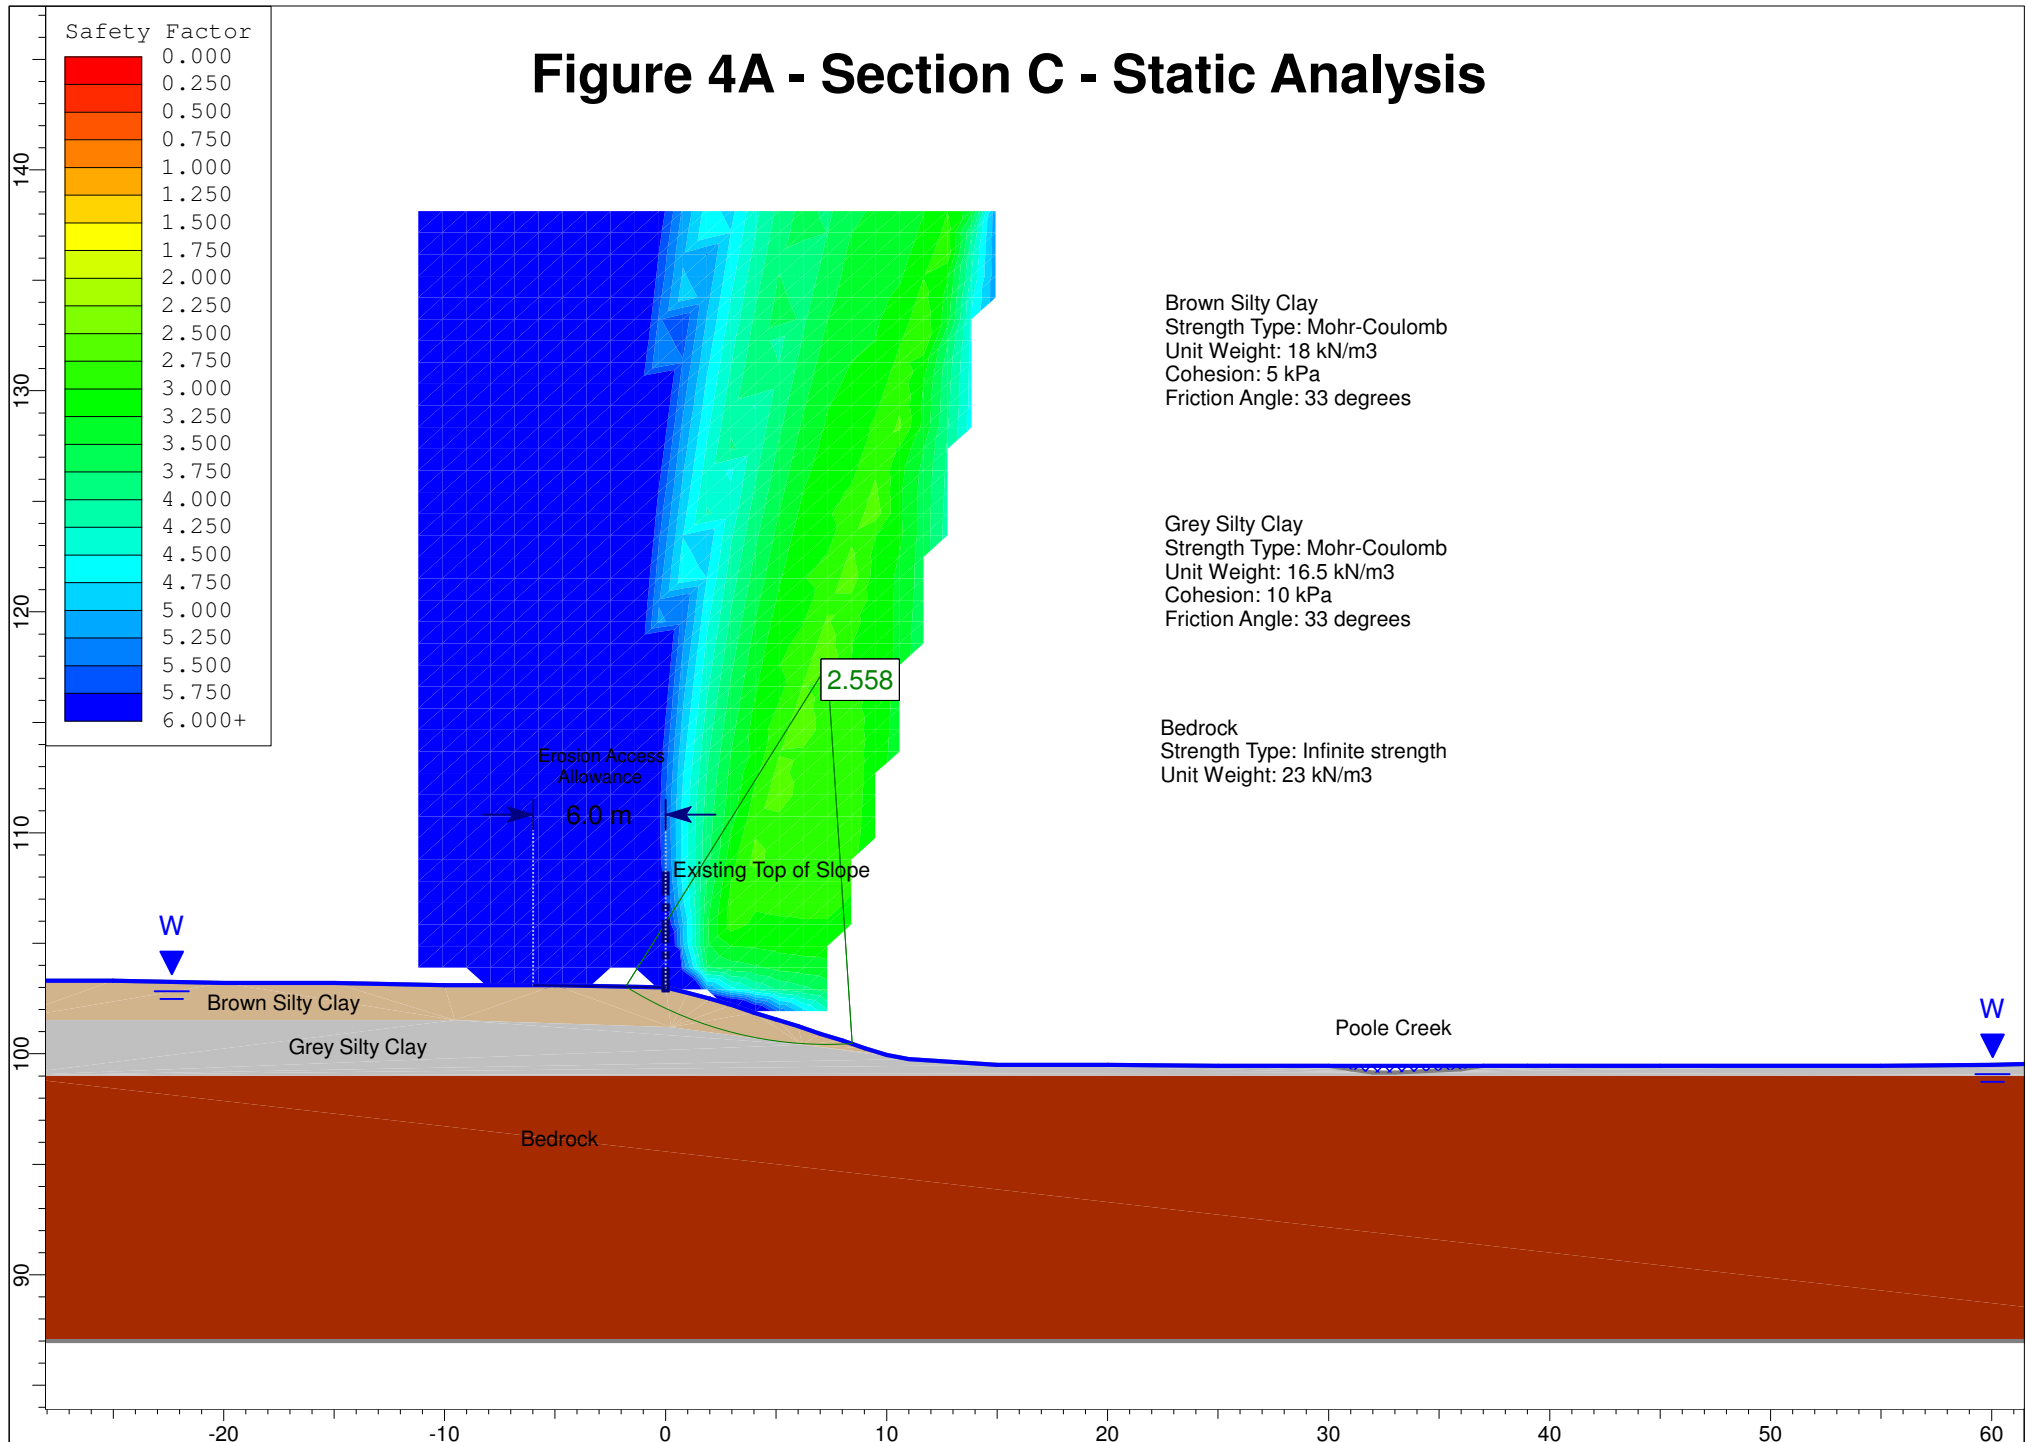 Figure 4A - Section C - Static Analysis
Safety Factor
0.000
0.250
0.500
0.750
1.000
1.250
1.500
1.750
2.000
2.250
2.500
2.750
3.000
3.250
3.500
3.750
4.000
4.250
4.500
4.750
5.000
5.250
5.500
5.750
6.000+
140
130
120
110
100
90
Brown Silty Clay
Strength Type: Mohr-Coulomb
Unit Weight: 18 kN/m3
Cohesion: 5 kPa
Friction Angle: 33 degrees
Grey Silty Clay
Strength Type: Mohr-Coulomb
Unit Weight: 16.5 kN/m3
Cohesion: 10 kPa
Friction Angle: 33 degrees
Bedrock
Strength Type: Infinite strength
Unit Weight: 23 kN/m3
2.558
Erosion Access
Allowance
6.0 m
Existing Top of Slope
W
Brown Silty Clay
Grey Silty Clay
Bedrock
Poole Creek
W
-20
-10
0
10
20
30
40
50
60